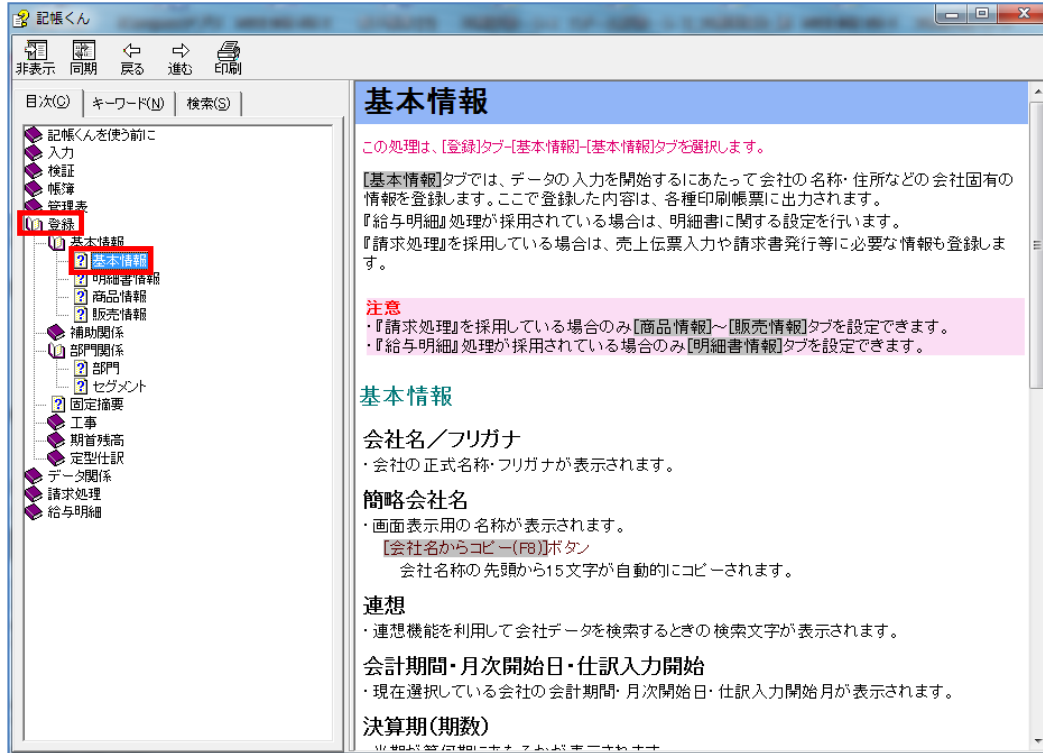 記帳くん
非表示 同期 戻る 進む 印刷
目次(C) キーワード(N) 検索(S)
記帳くんを使う前に
入力
検証
帳簿
管理表
登録
基本情報
基本情報
明細書情報
商品情報
販売情報
補助関係
部門関係
部門
セグメント
固定摘要
工事
期首残高
定型仕訳
データ関係
請求処理
給与明細
基本情報
この処理は、[登録]タブ-[基本情報]-[基本情報]タブを選択します。
[基本情報]タブでは、データの入力を開始するにあたって会社の名称・住所などの会社固有の
情報を登録します。ここで登録した内容は、各種印刷帳票に出力されます。
『給与明細』処理が採用されている場合は、明細書に関する設定を行います。
『請求処理』を採用している場合は、売上伝票入力や請求書発行等に必要な情報も登録しま
す。
注意
・『請求処理』を採用している場合のみ[商品情報]～[販売情報]タブを設定できます。
・『給与明細』処理が採用されている場合のみ[明細書情報]タブを設定できます。
基本情報
会社名／フリガナ
・会社の正式名称・フリガナが表示されます。
簡略会社名
・画面表示用の名称が表示されます。
[会社名からコピー(F8)]ボタン
会社名称の先頭から15文字が自動的にコピーされます。
連想
・連想機能を利用して会社データを検索するときの検索文字が表示されます。
会計期間・月次開始日・仕訳入力開始
・現在選択している会社の会計期間・月次開始日・仕訳入力開始月が表示されます。
決算期(期数)
・当期が第何期にあたるかが表示されます。